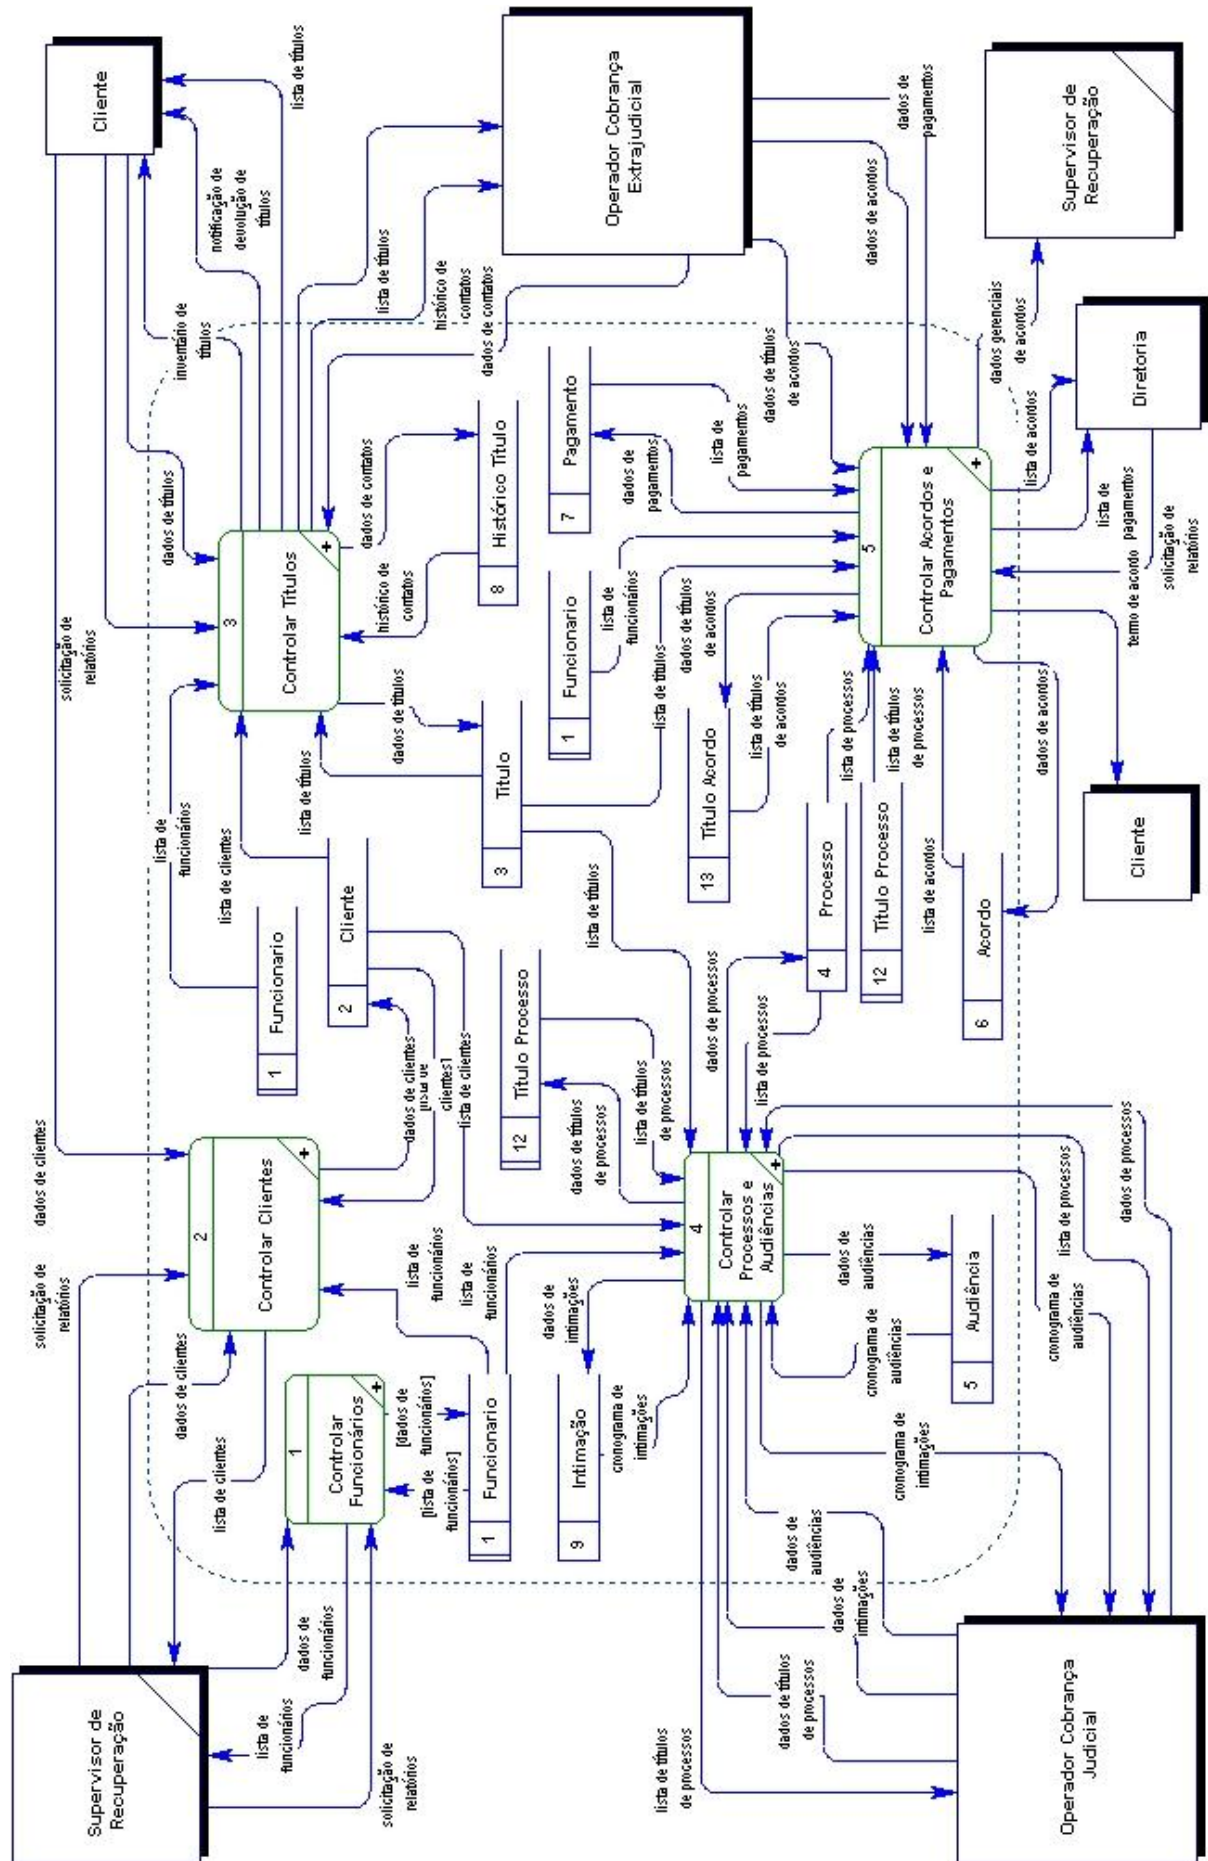 Supervisor de
Recuperação
solicitação de
relatórios
dados de clientes
dados de clientes
lista de clientes
dados de
funcionários
lista de
funcionários
solicitação de
relatórios
1
Controlar
Funcionários
+
[dados de
funcionários]
[lista de
funcionários]
1
Funcionario
2
Controlar Clientes
+
lista de
funcionários
lista de
funcionários
dados de clientes
[lista de
clientes]
lista de clientes
2
Cliente
1
Funcionario
lista de
funcionários
lista de clientes
solicitação de
relatórios
dados de títulos
3
Controlar Títulos
+
Cliente
inventário de
títulos
notificação de
devolução de
títulos
lista de títulos
lista de títulos
histórico de
contatos
dados de contatos
dados de contatos
histórico de
contatos
8
Histórico Título
lista de títulos
dados de títulos
3
Título
lista de títulos
lista de títulos
Operador Cobrança
Extrajudicial
dados de
pagamentos
dados de acordos
dados de títulos
de acordos
7
Pagamento
dados de
pagamentos
lista de
pagamentos
1
Funcionario
lista de
funcionários
13
Título Acordo
dados de títulos
de acordos
lista de títulos
de acordos
5
Controlar Acordos e
Pagamentos
+
dados gerenciais
de acordos
Supervisor de
Recuperação
lista de acordos
lista de
pagamentos
solicitação de
relatórios
Diretoria
termo de acordo
Cliente
dados de acordos
lista de acordos
6
Acordo
4
Processo
lista de processos
12
Título Processo
lista de títulos
de processos
dados de processos
lista de processos
12
Título Processo
dados de títulos
de processos
lista de títulos
de processos
4
Controlar
Processos e
Audiências
+
dados de
intimações
cronograma de
intimações
9
Intimação
dados de
audiências
cronograma de
audiências
5
Audiência
cronograma de
intimações
cronograma de
audiências
lista de processos
dados de processos
dados de
audiências
dados de
intimações
dados de títulos
de processos
lista de títulos
de processos
Operador Cobrança
Judicial